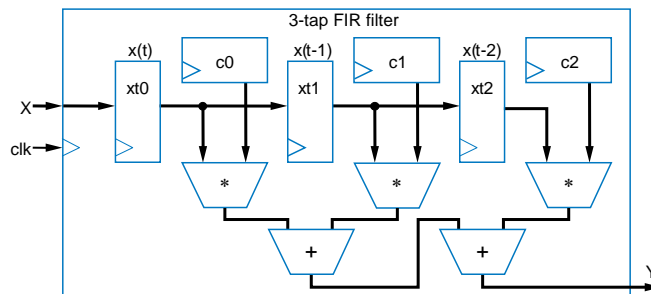 3-tap FIR filter
x(t) x(t-1) x(t-2)
c0 c1 c2
xt0 xt1 xt2
X
clk
* * *
+ +
Y